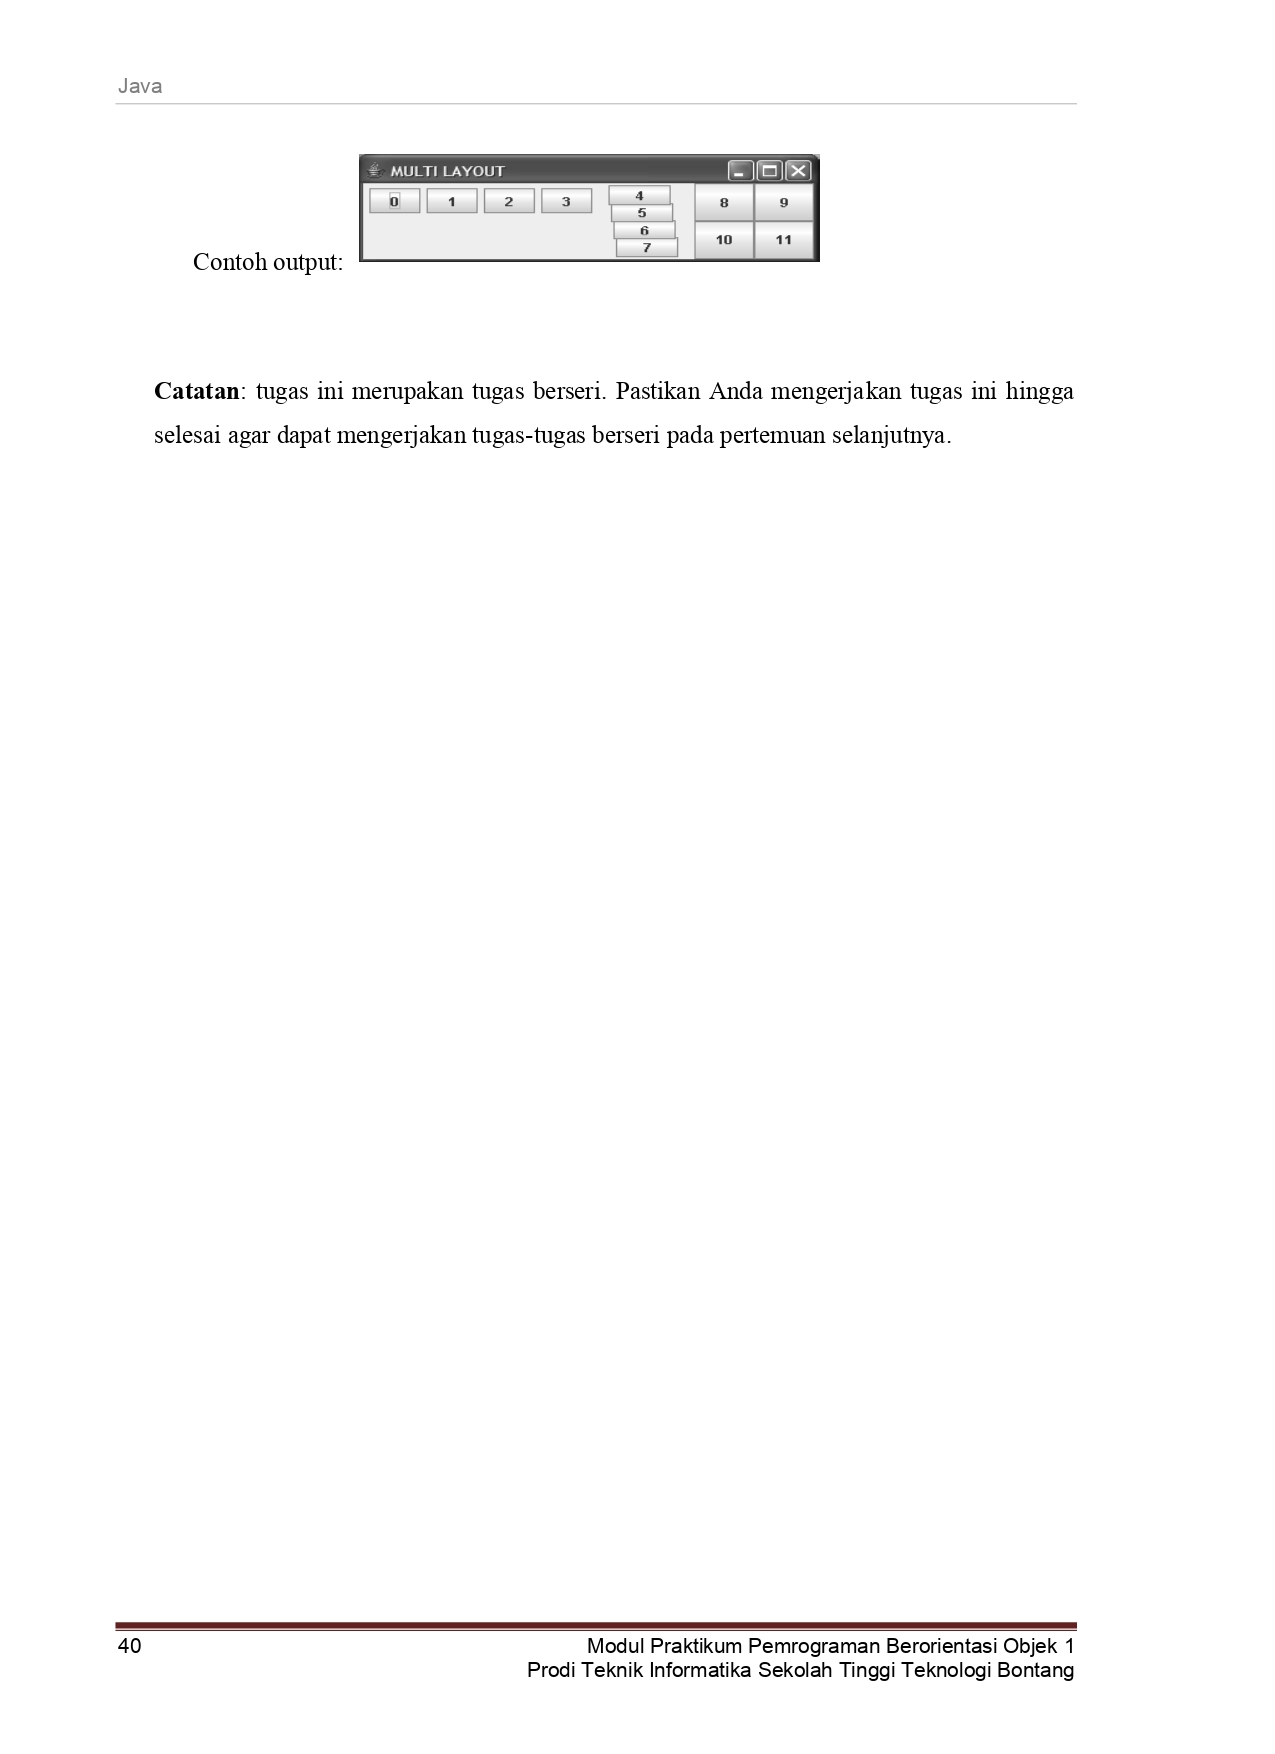 Java
MULTI LAYOUT
0 1 2 3 4 8 9
5
6 10 11
7
Contoh output:
Catatan: tugas ini merupakan tugas berseri. Pastikan Anda mengerjakan tugas ini hingga
selesai agar dapat mengerjakan tugas-tugas berseri pada pertemuan selanjutnya.
40 Modul Praktikum Pemrograman Berorientasi Objek 1
Prodi Teknik Informatika Sekolah Tinggi Teknologi Bontang